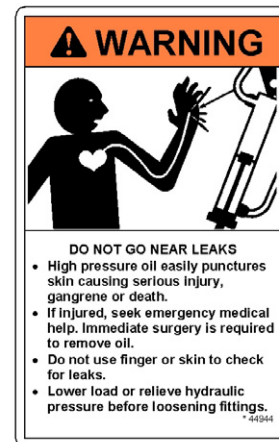 WARNING
DO NOT GO NEAR LEAKS
• High pressure oil easily punctures
skin causing serious injury,
gangrene or death.
• If injured, seek emergency medical
help. Immediate surgery is required
to remove oil.
• Do not use finger or skin to check
for leaks.
• Lower load or relieve hydraulic
pressure before loosening fittings.
* 44944